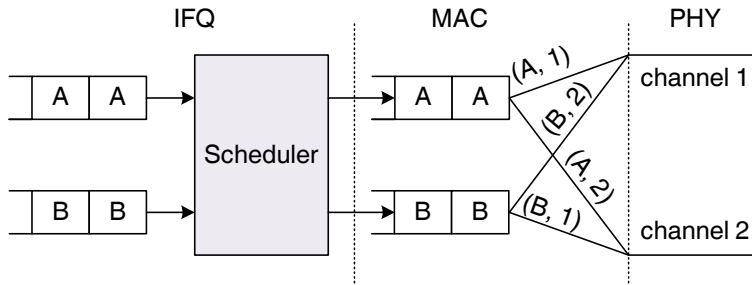 IFQ MAC PHY
(A, 1)
channel 1
A A A A
(B, 2)
Scheduler
(A, 2)
B B B B
(B, 1)
channel 2